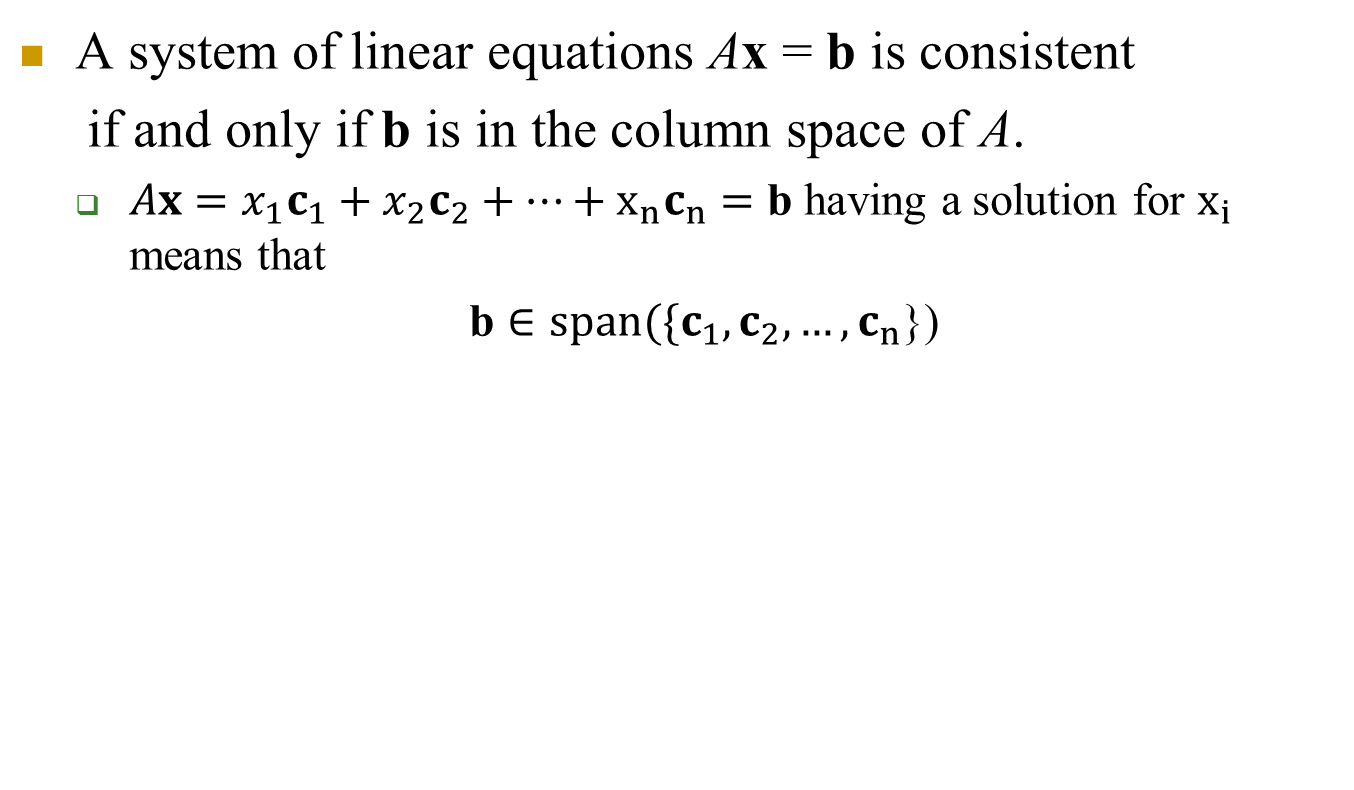 ■ A system of linear equations Ax = b is consistent
if and only if b is in the column space of A.
❑ Ax = x₁c₁ + x₂c₂ + ⋯ + xₙcₙ = b having a solution for xᵢ
means that
b ∈ span({c₁, c₂, … , cₙ})